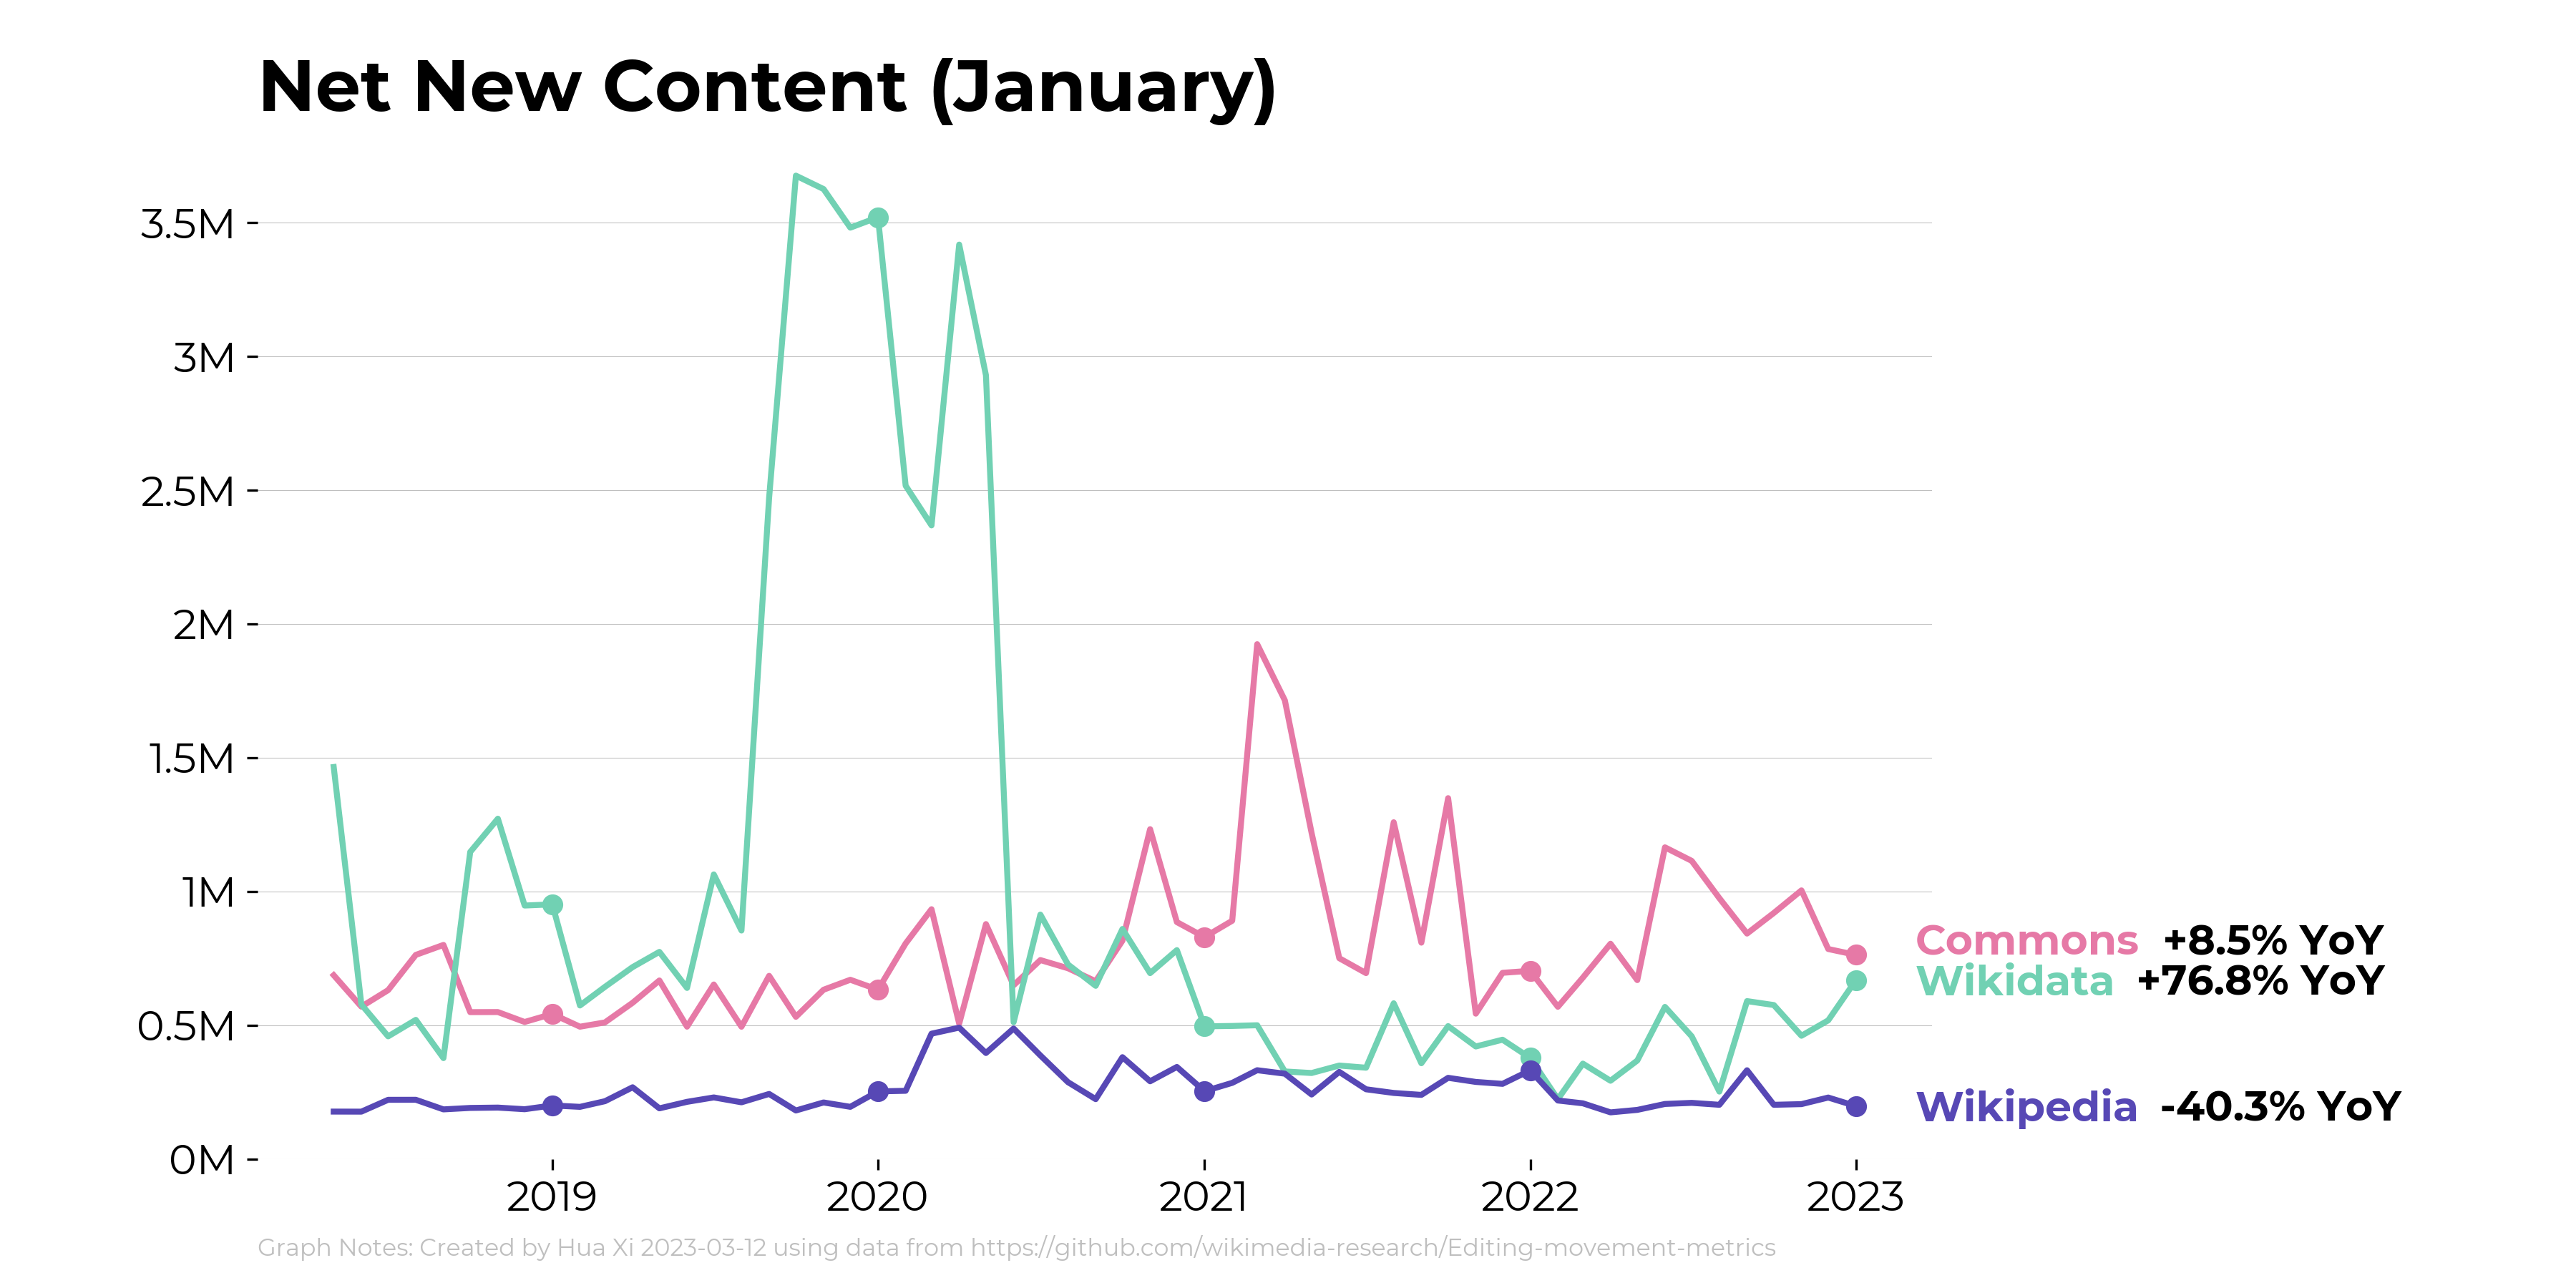 Net New Content (January)
3.5M
3M
2.5M
2M
1.5M
1M
0.5M
0M
2019 2020 2021 2022 2023
Commons +8.5% YoY
Wikidata +76.8% YoY
Wikipedia -40.3% YoY
Graph Notes: Created by Hua Xi 2023-03-12 using data from https://github.com/wikimedia-research/Editing-movement-metrics